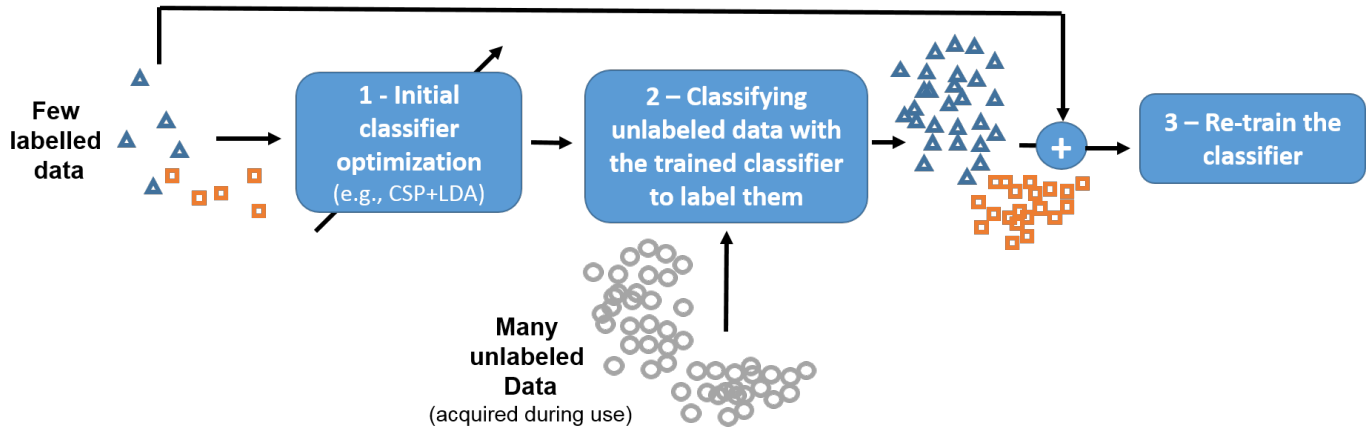 Few
labelled
data
1 - Initial
classifier
optimization
(e.g., CSP+LDA)
2 – Classifying
unlabeled data with
the trained classifier
to label them
+
3 – Re-train the
classifier
Many
unlabeled
Data
(acquired during use)